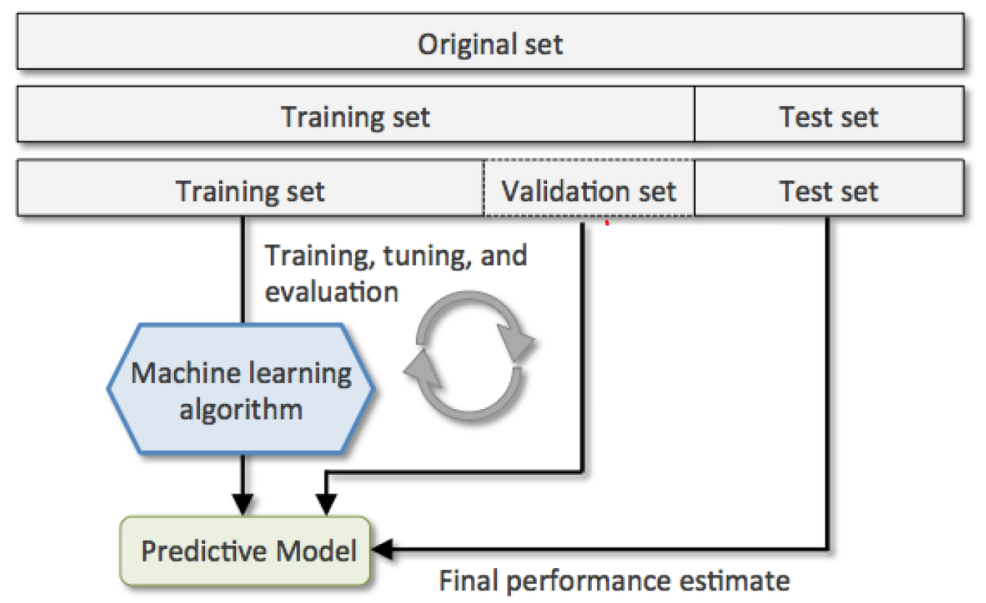 Original set
Training set Test set
Training set Validation set Test set
Training, tuning, and
evaluation
Machine learning
algorithm
Predictive Model
Final performance estimate